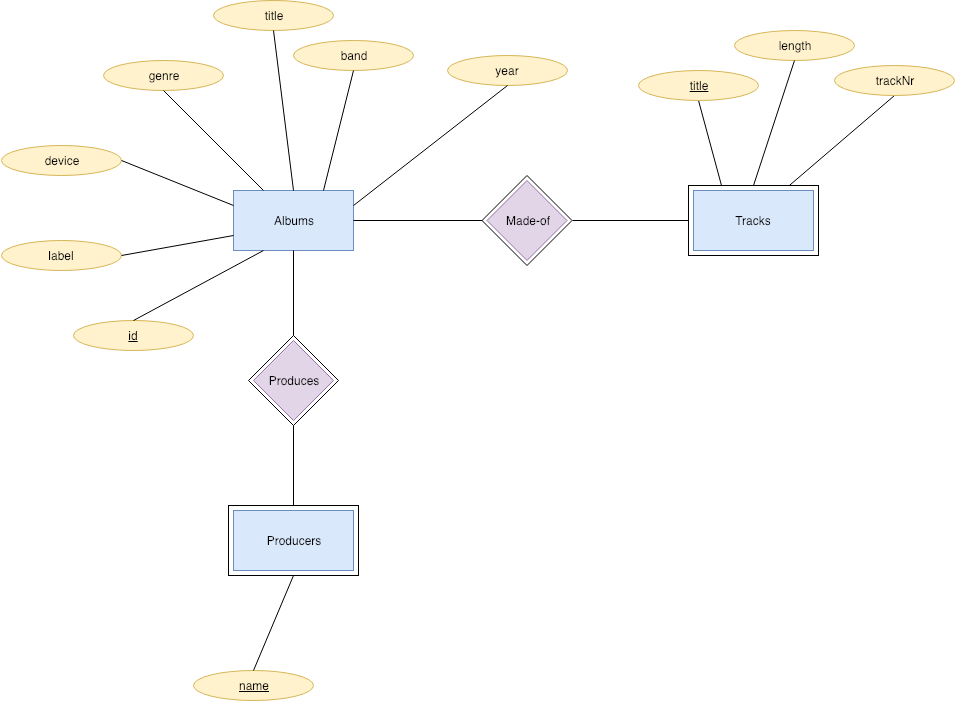 title
length
band
year
genre
trackNr
title
device
Albums
Made-of
Tracks
label
id
Produces
Producers
name